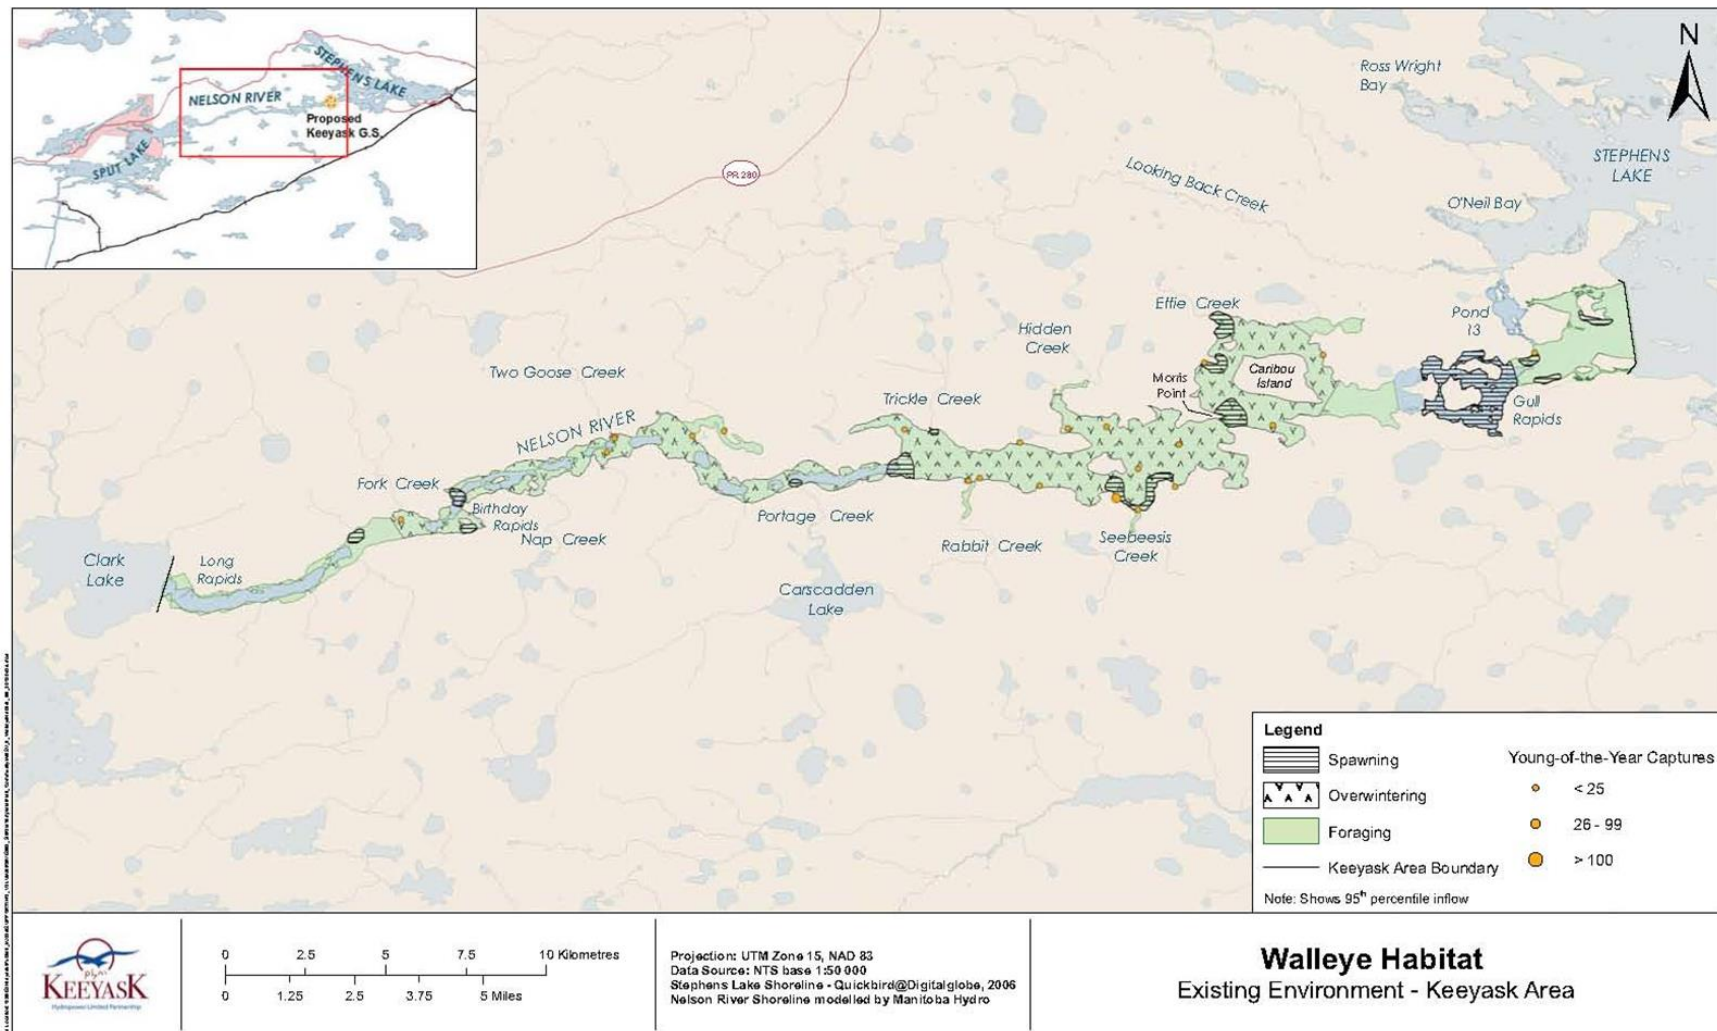 STEPHENS LAKE
NELSON RIVER
Proposed
Keeyask G.S.
SPLIT LAKE
N
Ross Wright
Bay
STEPHENS
LAKE
PR 280
Looking Back Creek
O'Neil Bay
Effie Creek
Pond
13
Hidden
Creek
Two Goose Creek
Morris
Point
Caribou
Island
Trickle Creek
NELSON RIVER
Gull
Rapids
Fork Creek
Birthday
Rapids
Portage Creek
Nap Creek
Rabbit Creek
Seebeesis
Creek
Clark
Lake
Long
Rapids
Carscadden
Lake
Legend
Spawning
Overwintering
Foraging
Keeyask Area Boundary
Note: Shows 95th percentile inflow
Young-of-the-Year Captures
< 25
26 - 99
> 100
KEEYASK
Hydropower Limited Partnership
0 2.5 5 7.5 10 Kilometres
0 1.25 2.5 3.75 5 Miles
Projection: UTM Zone 15, NAD 83
Data Source: NTS base 1:50 000
Stephens Lake Shoreline - Quickbird@Digitalglobe, 2006
Nelson River Shoreline modelled by Manitoba Hydro
Walleye Habitat
Existing Environment - Keeyask Area